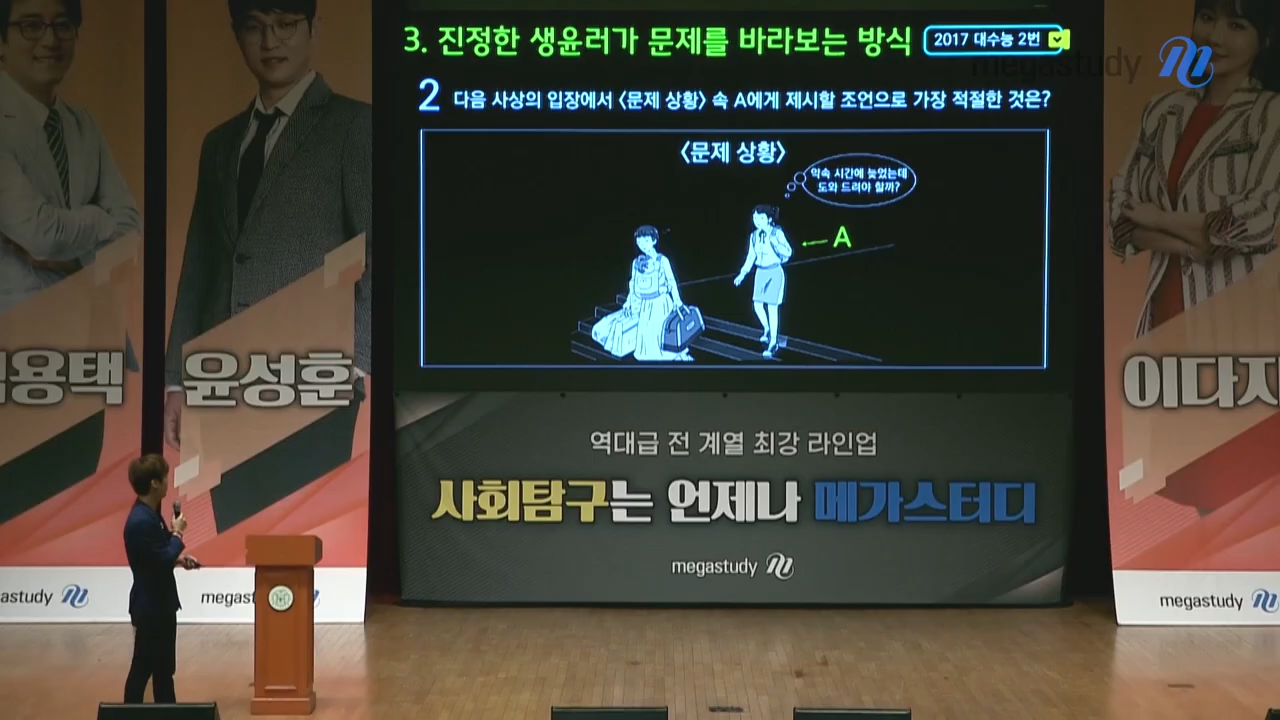 3. 진정한 생윤러가 문제를 바라보는 방식
2017 대수능 2번
megastudy
2 다음 사상의 입장에서 〈문제 상황〉 속 A에게 제시할 조언으로 가장 적절한 것은?
〈문제 상황〉
약속 시간에 늦었는데
도와 드려야 할까?
A
용택
윤성훈
이다지
역대급 전 계열 최강 라인업
사회탐구는 언제나 메가스터디
megastudy
astudy
megast
megastudy